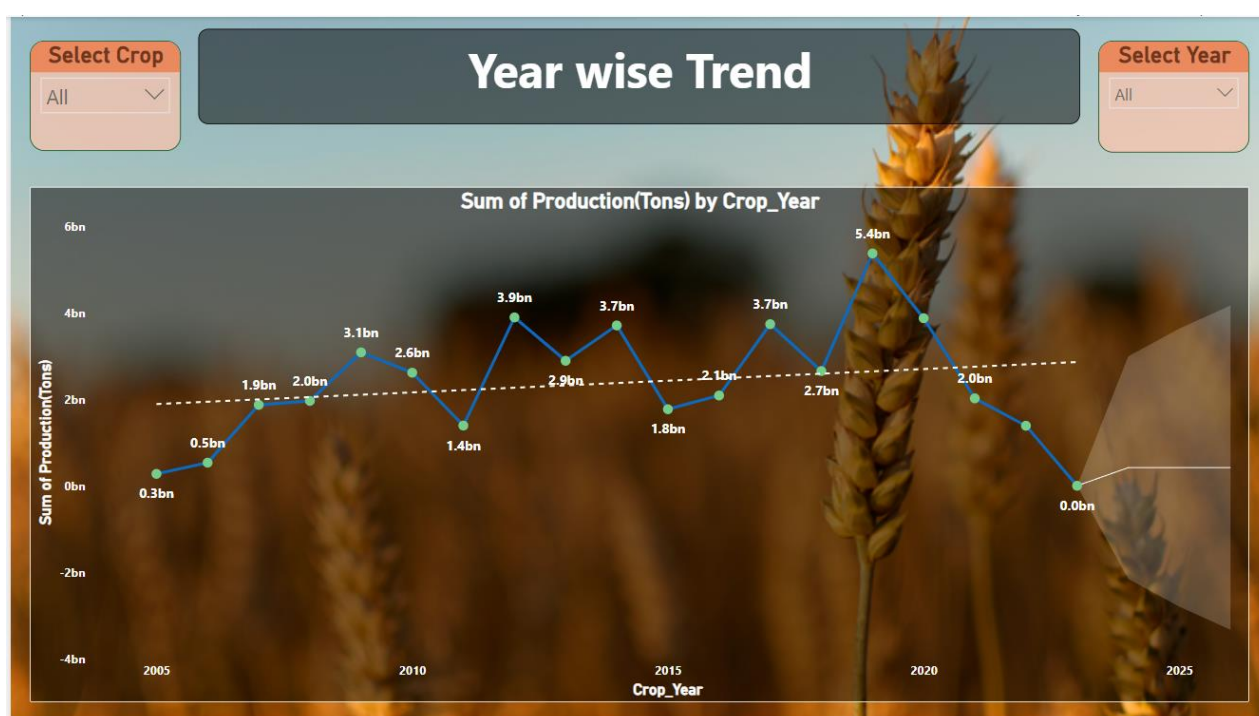 Select Crop
All
Year wise Trend
Select Year
All
Sum of Production(Tons) by Crop_Year
6bn
4bn
2bn
0bn
-2bn
-4bn
Sum of Production(Tons)
0.3bn
0.5bn
1.9bn
2.0bn
3.1bn
2.6bn
1.4bn
3.9bn
2.9bn
3.7bn
1.8bn
2.1bn
3.7bn
2.7bn
5.4bn
2.0bn
0.0bn
2005
2010
2015
2020
2025
Crop_Year